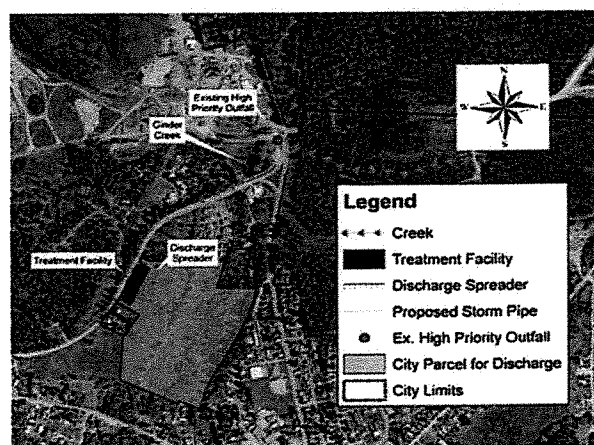 Existing High
Priority Outfall
Ginder
Creek
Discharge
Spreader
Treatment Facility
N
W
E
S
Legend
Creek
Treatment Facility
Discharge Spreader
Proposed Storm Pipe
Ex. High Priority Outfall
City Parcel for Discharge
City Limits